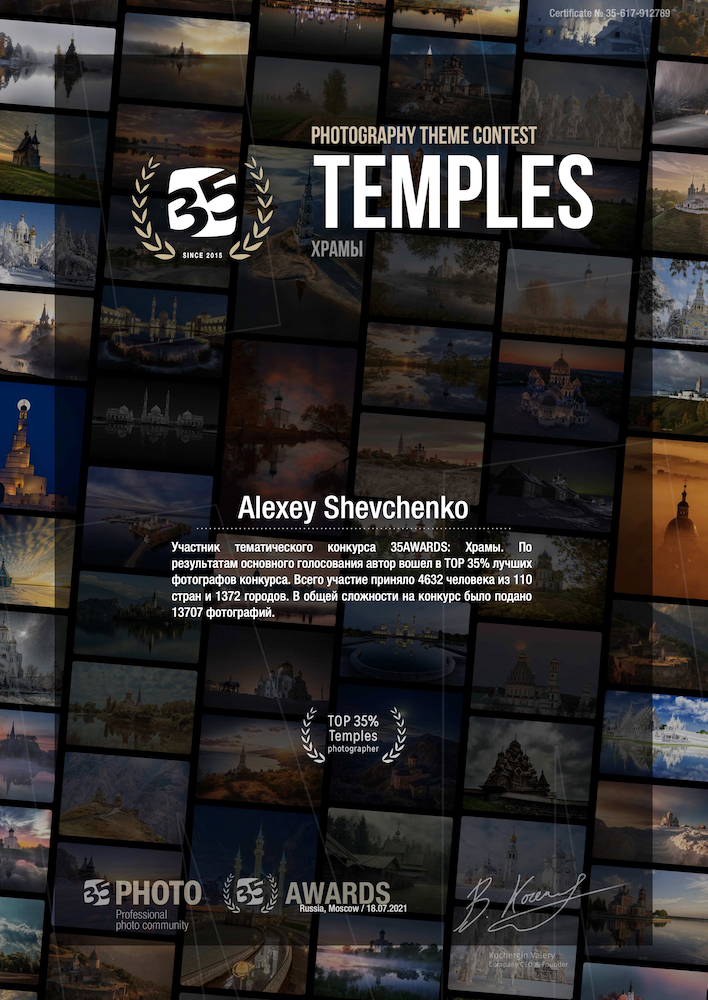 Certificate № 35-617-912789
PHOTOGRAPHY THEME CONTEST
TEMPLES
ХРАМЫ
35
SINCE 2015
Alexey Shevchenko
Участник тематического конкурса 35AWARDS: Храмы. По
результатам основного голосования автор вошел в TOP 35% лучших
фотографов конкурса. Всего участие приняло 4632 человека из 110
стран и 1372 городов. В общей сложности на конкурс было подано
13707 фотографий.
TOP 35%
Temples
photographer
35 PHOTO
Professional
photo community
35 AWARDS
Russia, Moscow / 18.07.2021
Kochergin Valery
Company CEO & Founder